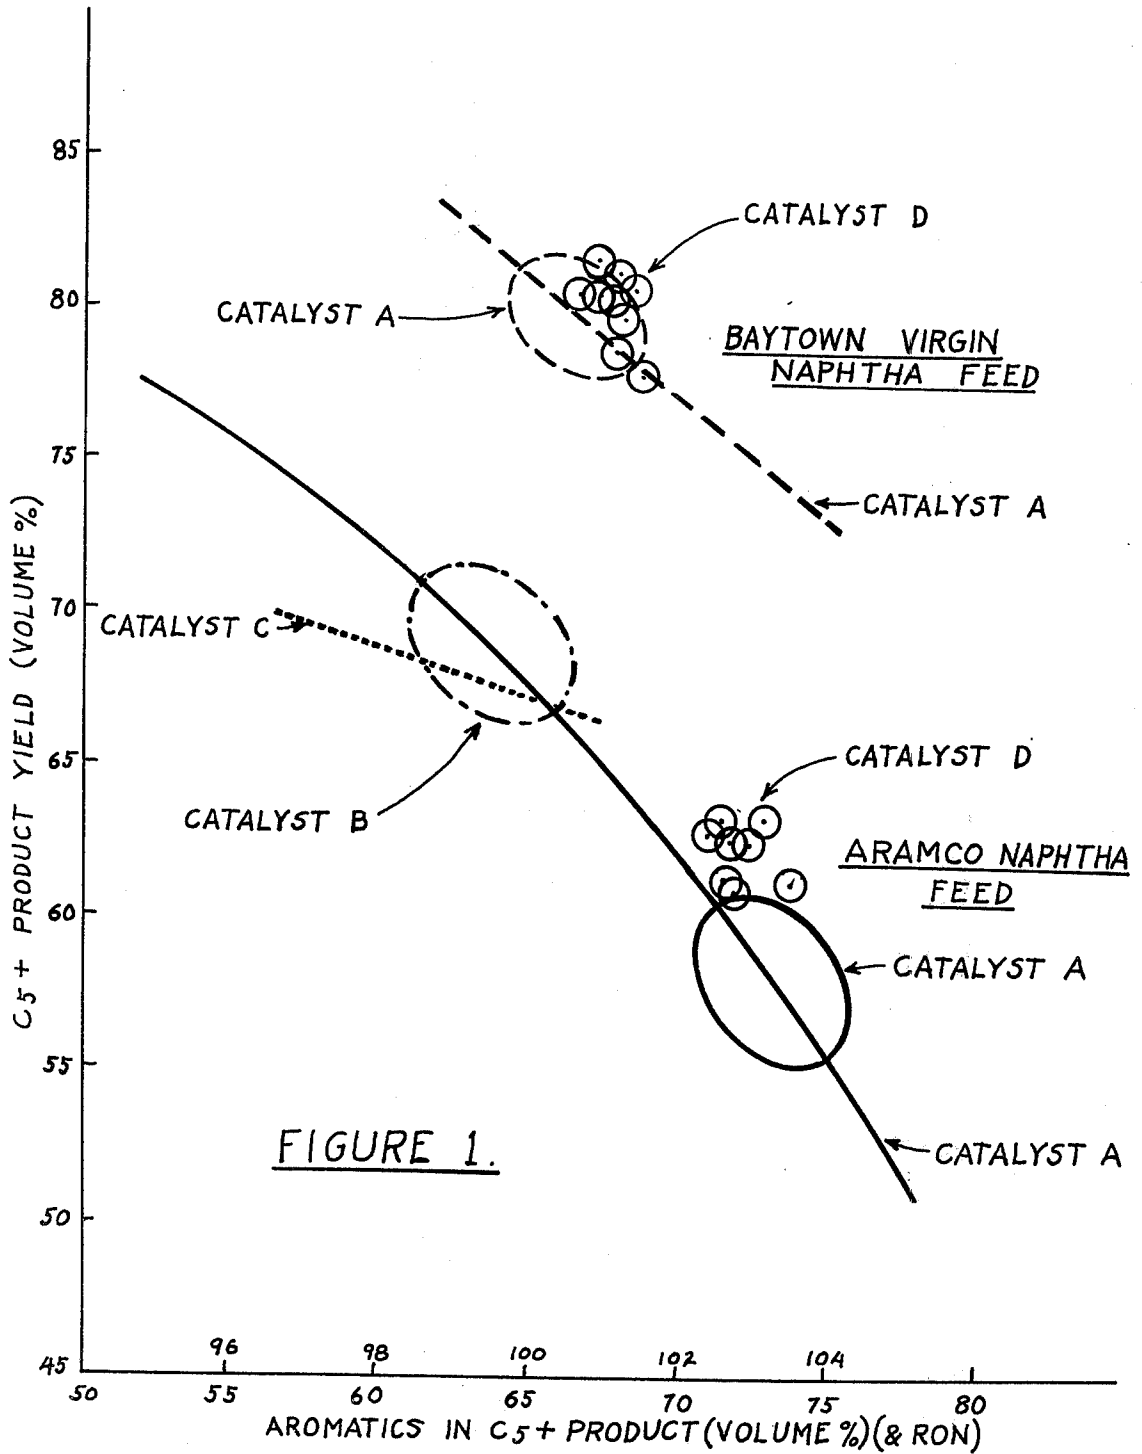 85
CATALYST D
80
CATALYST A
BAYTOWN VIRGIN
NAPHTHA FEED
75
CATALYST A
70
CATALYST C
65
CATALYST D
CATALYST B
ARAMCO NAPHTHA
FEED
60
CATALYST A
55
FIGURE 1.
CATALYST A
50
45
96 98 100 102 104
50 55 60 65 70 75 80
AROMATICS IN C5+ PRODUCT (VOLUME %) (& RON)
C5+ PRODUCT YIELD (VOLUME %)